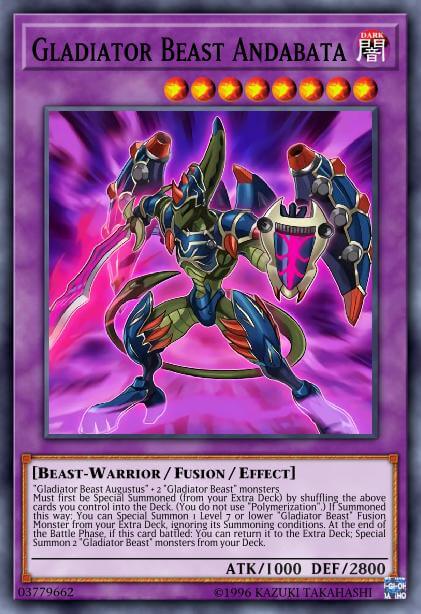 GLADIATOR BEAST ANDABATA
DARK
闇
[BEAST-WARRIOR / FUSION / EFFECT]
"Gladiator Beast Augustus" + 2 "Gladiator Beast" monsters
Must first be Special Summoned (from your Extra Deck) by shuffling the above
cards you control into the Deck. (You do not use "Polymerization".) If Summoned
this way: You can Special Summon 1 Level 7 or lower "Gladiator Beast" Fusion
Monster from your Extra Deck, ignoring its Summoning conditions. At the end of
the Battle Phase, if this card battled: You can return it to the Extra Deck; Special
Summon 2 "Gladiator Beast" monsters from your Deck.
ATK/1000 DEF/2800
03779662
©1996 KAZUKI TAKAHASHI